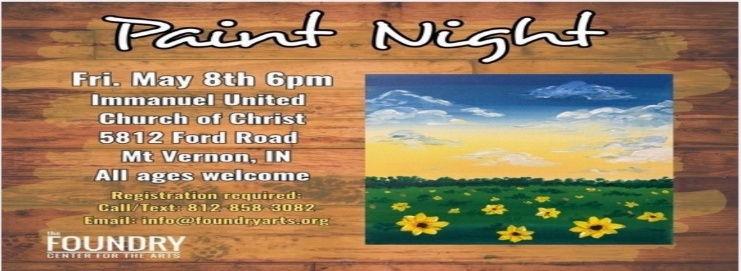 Paint Night
Fri. May 8th 6pm
Immanuel United
Church of Christ
5812 Ford Road
Mt Vernon, IN
All ages welcome
Registration required:
Call/Text: 812-858-3082
Email: info@foundryarts.org
the
FOUNDRY
CENTER FOR THE ARTS